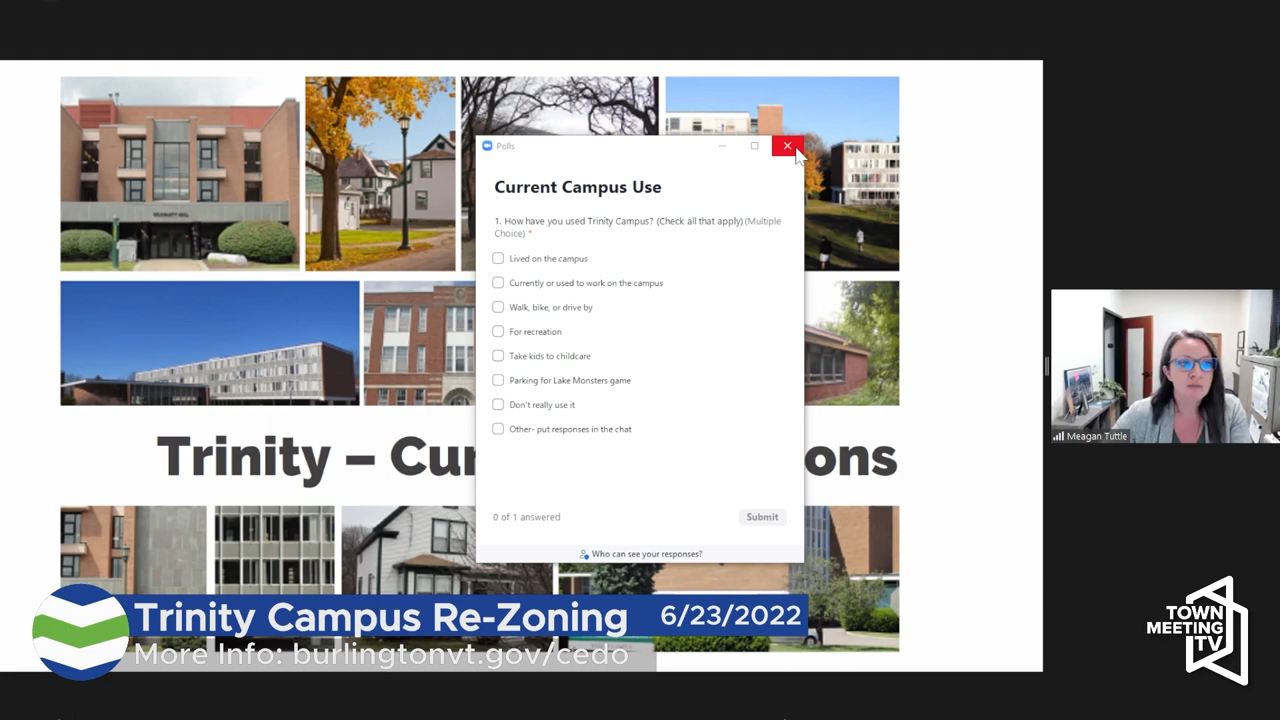 Polls
Current Campus Use
1. How have you used Trinity Campus? (Check all that apply) (Multiple
Choice) *
Lived on the campus
Currently or used to work on the campus
Walk, bike, or drive by
For recreation
Take kids to childcare
Parking for Lake Monsters game
Don't really use it
Other- put responses in the chat
0 of 1 answered
Submit
Who can see your responses?
Trinity – Cur
ons
Meagan Tuttle
Trinity Campus Re-Zoning 6/23/2022
More Info: burlingtonvt.gov/cedo
TOWN
MEETING
TV